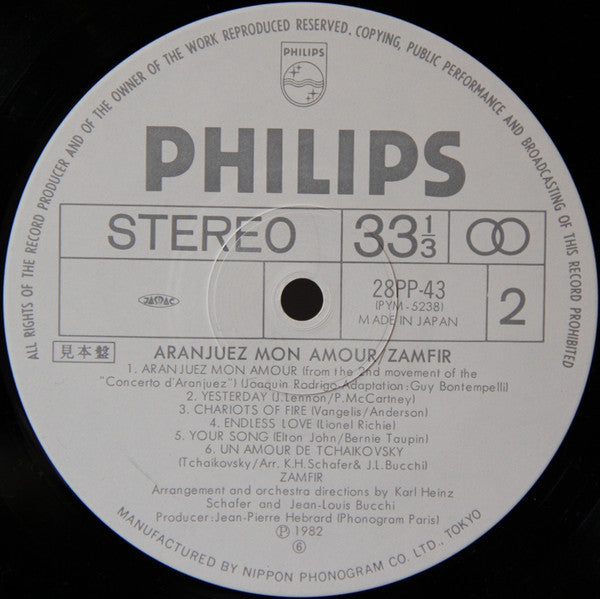 ALL RIGHTS OF THE RECORD PRODUCER AND OF THE OWNER OF THE WORK REPRODUCED RESERVED. COPYING, PUBLIC PERFORMANCE AND BROADCASTING OF THIS RECORD PROHIBITED
PHILIPS
PHILIPS
STEREO
33 1/3
JASRAC
28PP-43
(PYM-5238)
MADE IN JAPAN
2
見本盤
ARANJUEZ MON AMOUR/ZAMFIR
1. ARANJUEZ MON AMOUR (from the 2nd movement of the
"Concerto d'Aranjuez") (Joaquin Rodrigo-Adaptation: Guy Bontempelli)
2. YESTERDAY (J.Lennon/P.McCartney)
3. CHARIOTS OF FIRE (Vangelis/Anderson)
4. ENDLESS LOVE (Lionel Richie)
5. YOUR SONG (Elton John/Bernie Taupin)
6. UN AMOUR DE TCHAIKOVSKY
(Tchaikovsky/Arr. K.H.Schafer & J.L.Bucchi)
ZAMFIR
Arrangement and orchestra directions by Karl Heinz
Schafer and Jean-Louis Bucchi
Producer: Jean-Pierre Hebrard (Phonogram Paris)
℗ 1982
⑥
MANUFACTURED BY NIPPON PHONOGRAM CO. LTD., TOKYO